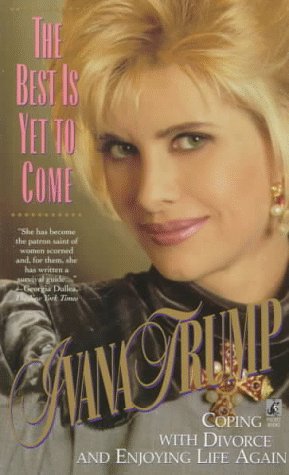 THE
BEST IS
YET TO
COME
"She has become
the patron saint of
women scorned
and, for them, she
has written a
survival guide...."
— Georgia Dullea,
The New York Times
IVANA TRUMP
COPING
WITH DIVORCE
AND ENJOYING LIFE AGAIN
POCKET
BOOKS